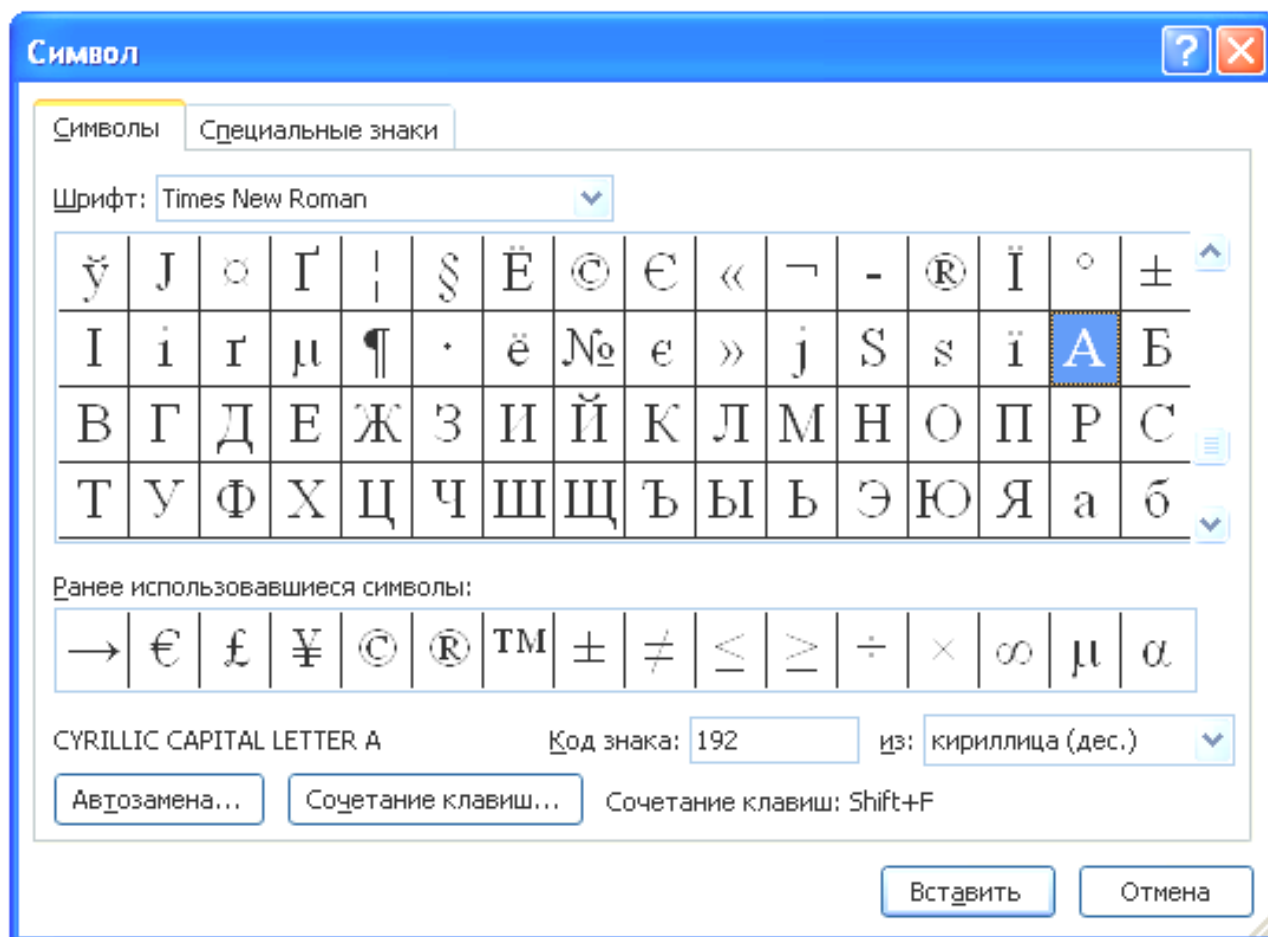 Символ
Символы Специальные знаки
Шрифт: Times New Roman
ў Ј ¤ Ґ ¦ § Ё © Є « ¬ - ® Ї ° ±
І і ґ µ ¶ · ё № є » ј Ѕ ѕ ї А Б
В Г Д Е Ж З И Й К Л М Н О П Р С
Т У Ф Х Ц Ч Ш Щ Ъ Ы Ь Э Ю Я а б
Ранее использовавшиеся символы:
→ € £ ¥ © ® ™ ± ≠ ≤ ≥ ÷ × ∞ µ α
CYRILLIC CAPITAL LETTER A Код знака: 192 из: кириллица (дес.)
Автозамена... Сочетание клавиш... Сочетание клавиш: Shift+F
Вставить Отмена